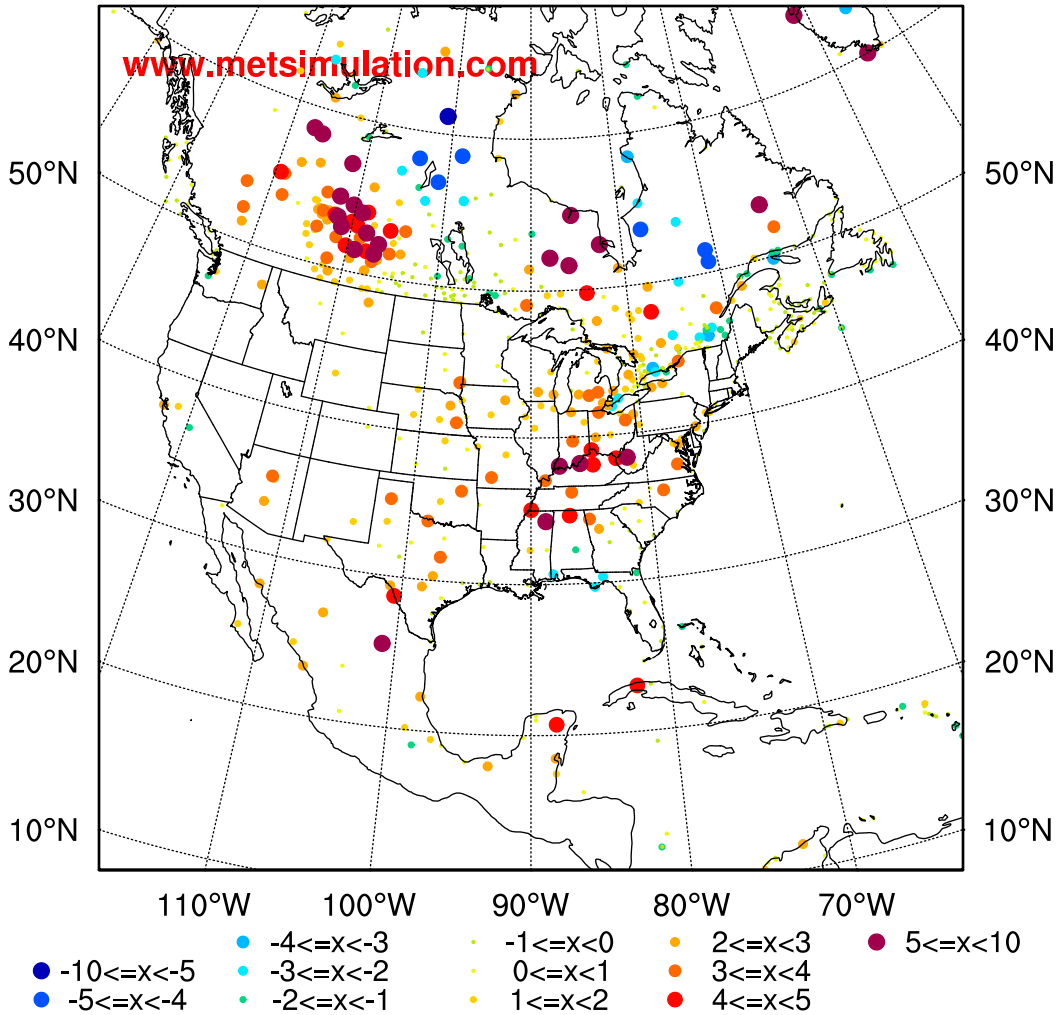 www.metsimulation.com
50°N 50°N
40°N 40°N
30°N 30°N
20°N 20°N
10°N 10°N
110°W 100°W 90°W 80°W 70°W
-4<=x<-3 -1<=x<0 2<=x<3 5<=x<10
-10<=x<-5 -3<=x<-2 0<=x<1 3<=x<4
-5<=x<-4 -2<=x<-1 1<=x<2 4<=x<5